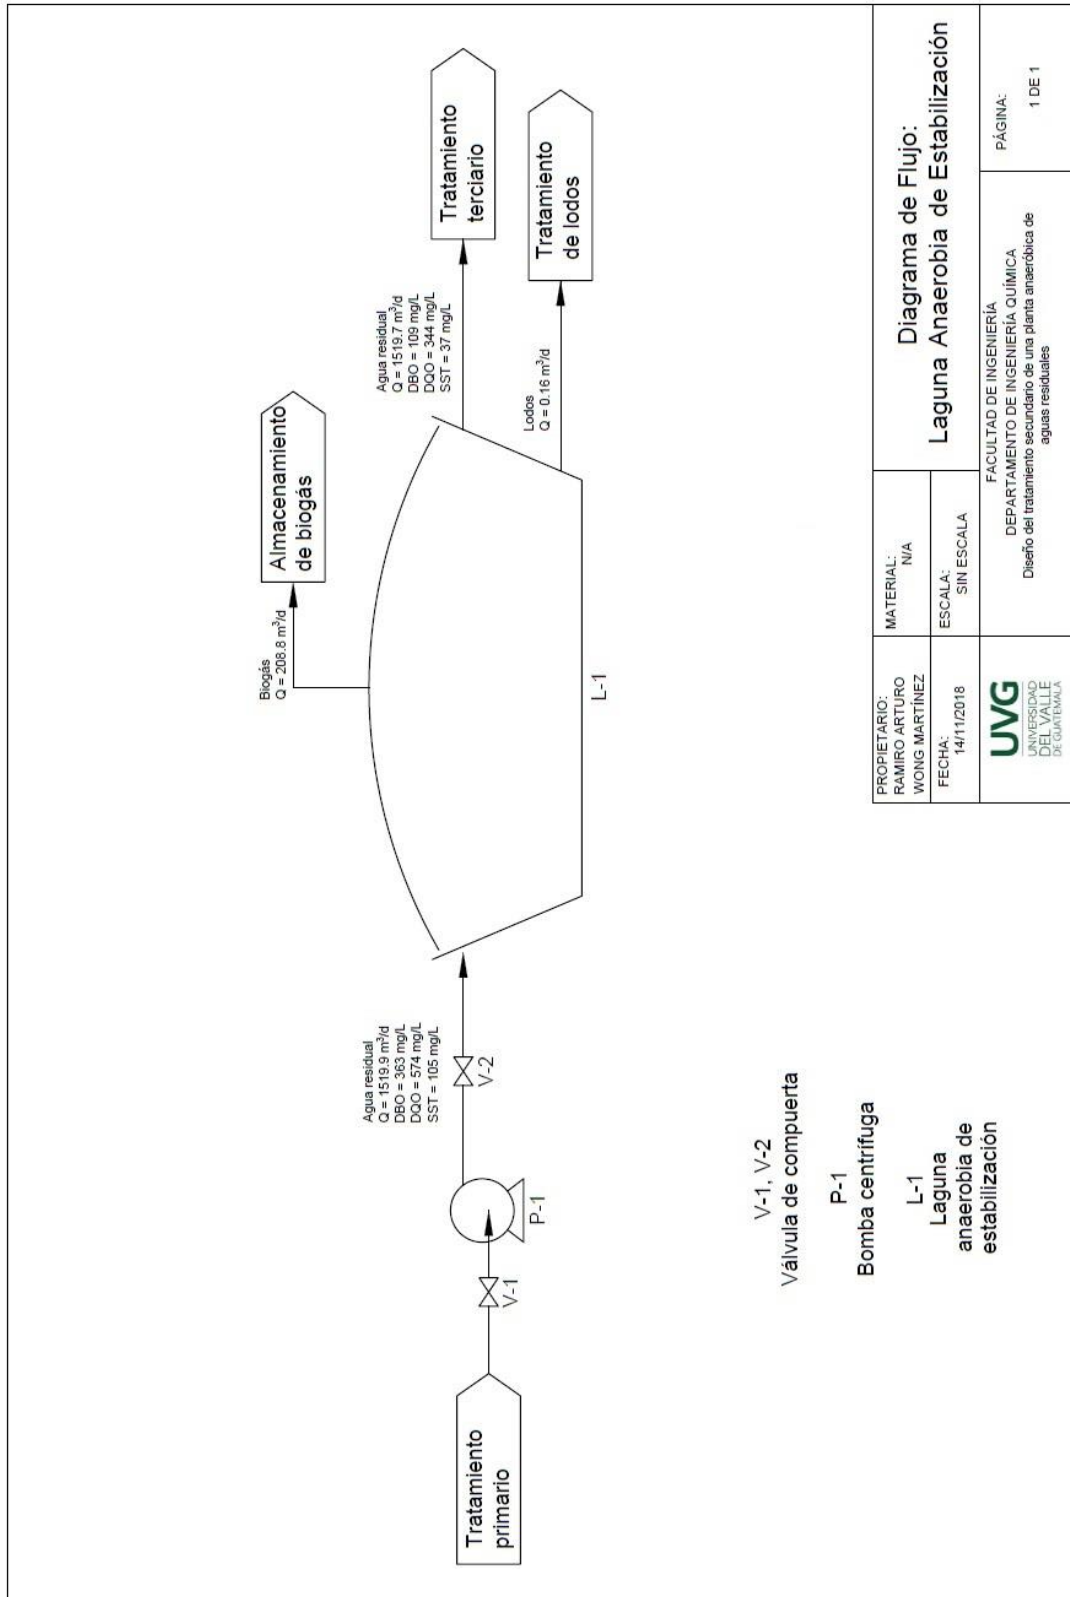 Tratamiento
primario
V-1
P-1
V-2
Agua residual
Q = 1519.9 m³/d
DBO = 363 mg/L
DQO = 574 mg/L
SST = 105 mg/L
L-1
Biogás
Q = 208.8 m³/d
Almacenamiento
de biogás
Agua residual
Q = 1519.7 m³/d
DBO = 109 mg/L
DQO = 344 mg/L
SST = 37 mg/L
Tratamiento
terciario
Lodos
Q = 0.16 m³/d
Tratamiento
de lodos
V-1, V-2
Válvula de compuerta
P-1
Bomba centrífuga
L-1
Laguna
anaerobia de
estabilización
PROPIETARIO:
RAMIRO ARTURO
WONG MARTÍNEZ
MATERIAL:
N/A
FECHA:
14/11/2018
ESCALA:
SIN ESCALA
Diagrama de Flujo:
Laguna Anaerobia de Estabilización
UVG
UNIVERSIDAD
DEL VALLE
DE GUATEMALA
FACULTAD DE INGENIERÍA
DEPARTAMENTO DE INGENIERÍA QUÍMICA
Diseño del tratamiento secundario de una planta anaeróbica de
aguas residuales
PÁGINA:
1 DE 1